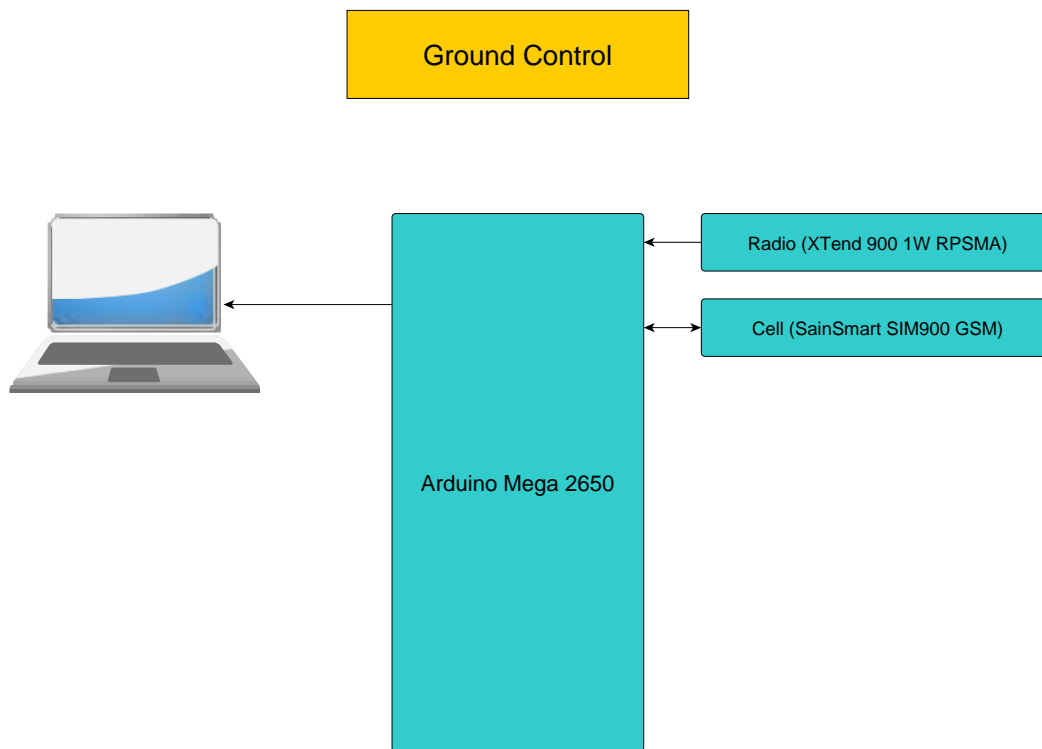 Ground Control
Radio (XTend 900 1W RPSMA)
Cell (SainSmart SIM900 GSM)
Arduino Mega 2650